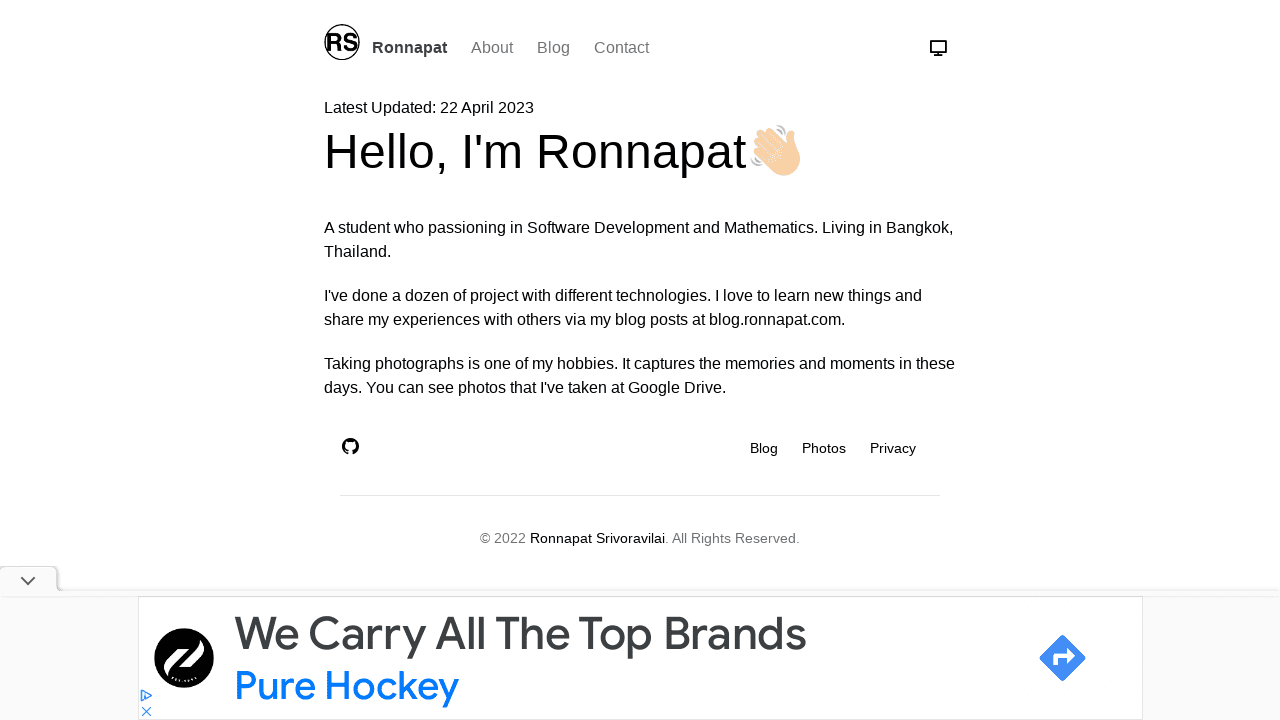 RS Ronnapat About Blog Contact
Latest Updated: 22 April 2023
Hello, I'm Ronnapat👋🏼
A student who passioning in Software Development and Mathematics. Living in Bangkok,
Thailand.
I've done a dozen of project with different technologies. I love to learn new things and
share my experiences with others via my blog posts at blog.ronnapat.com.
Taking photographs is one of my hobbies. It captures the memories and moments in these
days. You can see photos that I've taken at Google Drive.
Blog Photos Privacy
© 2022 Ronnapat Srivoravilai. All Rights Reserved.
We Carry All The Top Brands
Pure Hockey